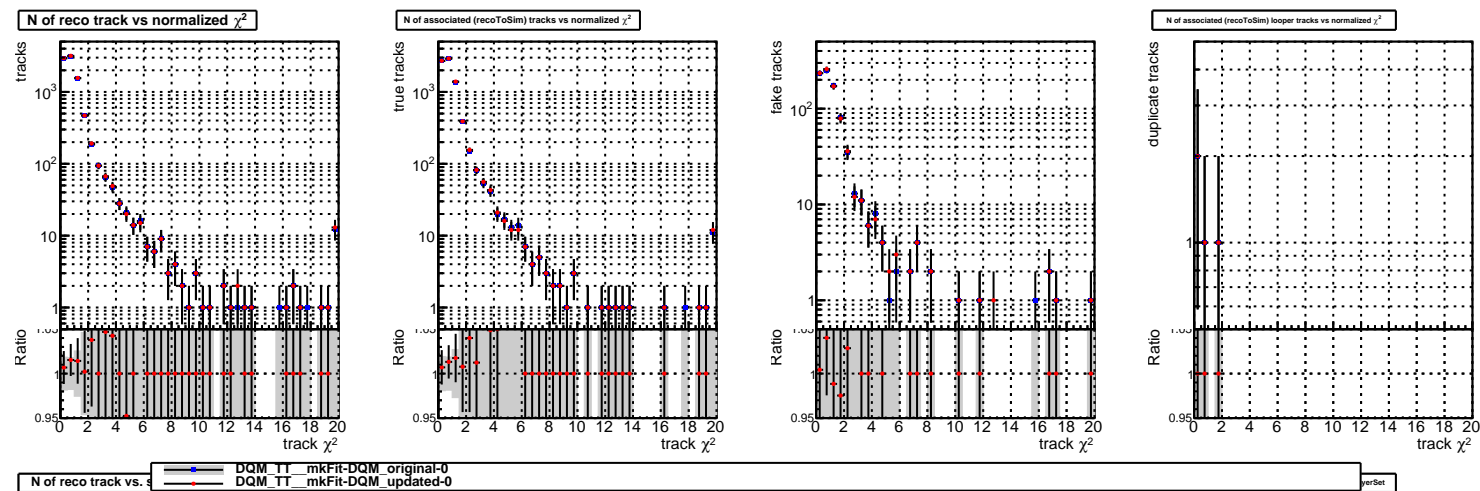 N of reco track vs normalized χ²
N of associated (recoToSim) tracks vs normalized χ²
N of associated (recoToSim) looper tracks vs normalized χ²
tracks
10³
10²
10
1
Ratio
1
0.95
0 2 4 6 8 10 12 14 16 18 20
track χ²
true tracks
10³
10²
10
1
Ratio
1
0.95
0 2 4 6 8 10 12 14 16 18 20
track χ²
fake tracks
10²
10
1
Ratio
1
0.95
0 2 4 6 8 10 12 14 16 18 20
track χ²
duplicate tracks
1
Ratio
1
0.95
0 2 4 6 8 10 12 14 16 18 20
track χ²
N of reco track vs. s
DQM_TT__mkFit-DQM_original-0
DQM_TT__mkFit-DQM_updated-0
yerSet